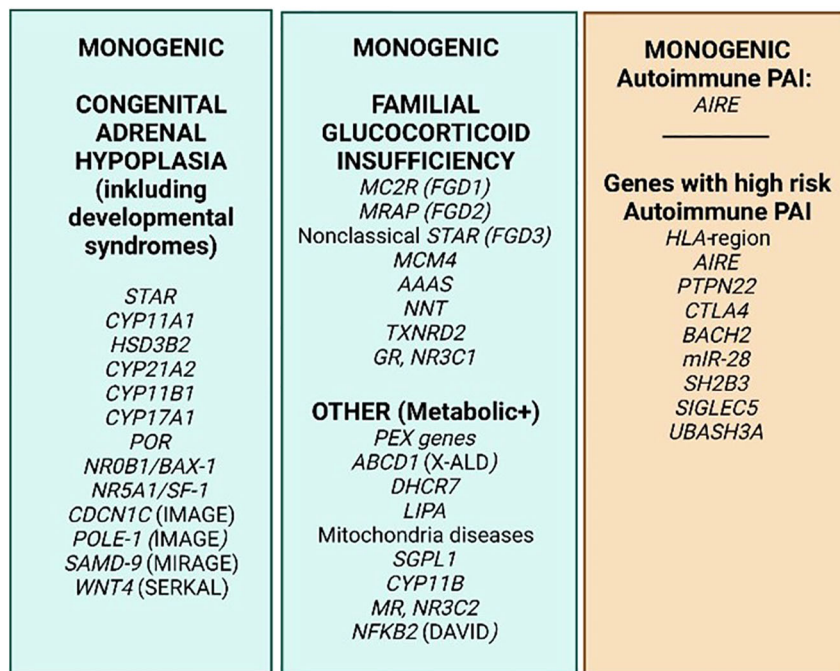 MONOGENIC
CONGENITAL
ADRENAL
HYPOPLASIA
(inkluding
developmental
syndromes)
STAR
CYP11A1
HSD3B2
CYP21A2
CYP11B1
CYP17A1
POR
NR0B1/BAX-1
NR5A1/SF-1
CDCN1C (IMAGE)
POLE-1 (IMAGE)
SAMD-9 (MIRAGE)
WNT4 (SERKAL)
MONOGENIC
FAMILIAL
GLUCOCORTICOID
INSUFFICIENCY
MC2R (FGD1)
MRAP (FGD2)
Nonclassical STAR (FGD3)
MCM4
AAAS
NNT
TXNRD2
GR, NR3C1
OTHER (Metabolic+)
PEX genes
ABCD1 (X-ALD)
DHCR7
LIPA
Mitochondria diseases
SGPL1
CYP11B
MR, NR3C2
NFKB2 (DAVID)
MONOGENIC
Autoimmune PAI:
AIRE
Genes with high risk
Autoimmune PAI
HLA-region
AIRE
PTPN22
CTLA4
BACH2
mIR-28
SH2B3
SIGLEC5
UBASH3A